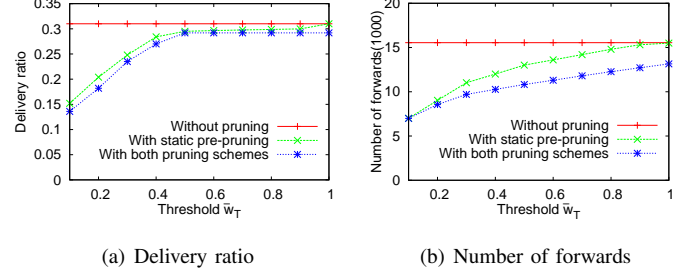 Delivery ratio
0.35
0.3
0.25
0.2
0.15
0.1
0.05
0
Without pruning
With static pre-pruning
With both pruning schemes
0.2 0.4 0.6 0.8 1
Threshold w̅_T
(a) Delivery ratio
Number of forwards(1000)
20
15
10
5
0
Without pruning
With static pre-pruning
With both pruning schemes
0.2 0.4 0.6 0.8 1
Threshold w̅_T
(b) Number of forwards